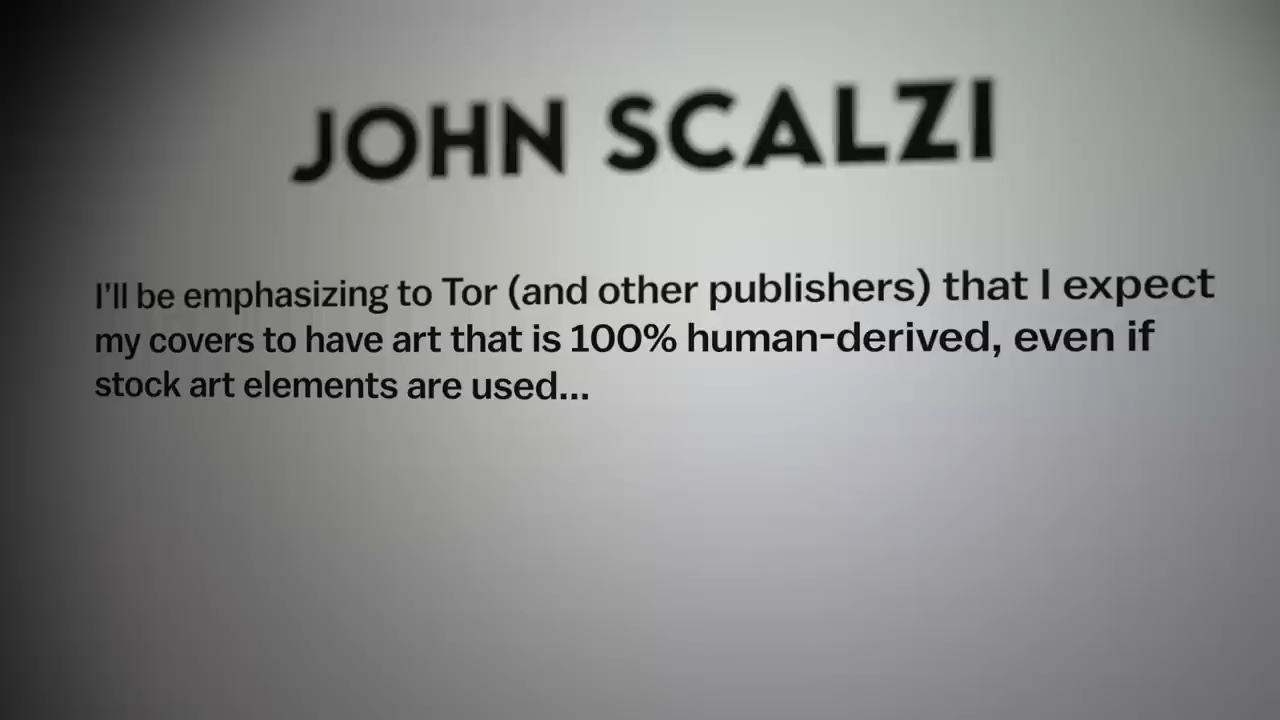 JOHN SCALZI
I'll be emphasizing to Tor (and other publishers) that I expect
my covers to have art that is 100% human-derived, even if
stock art elements are used...